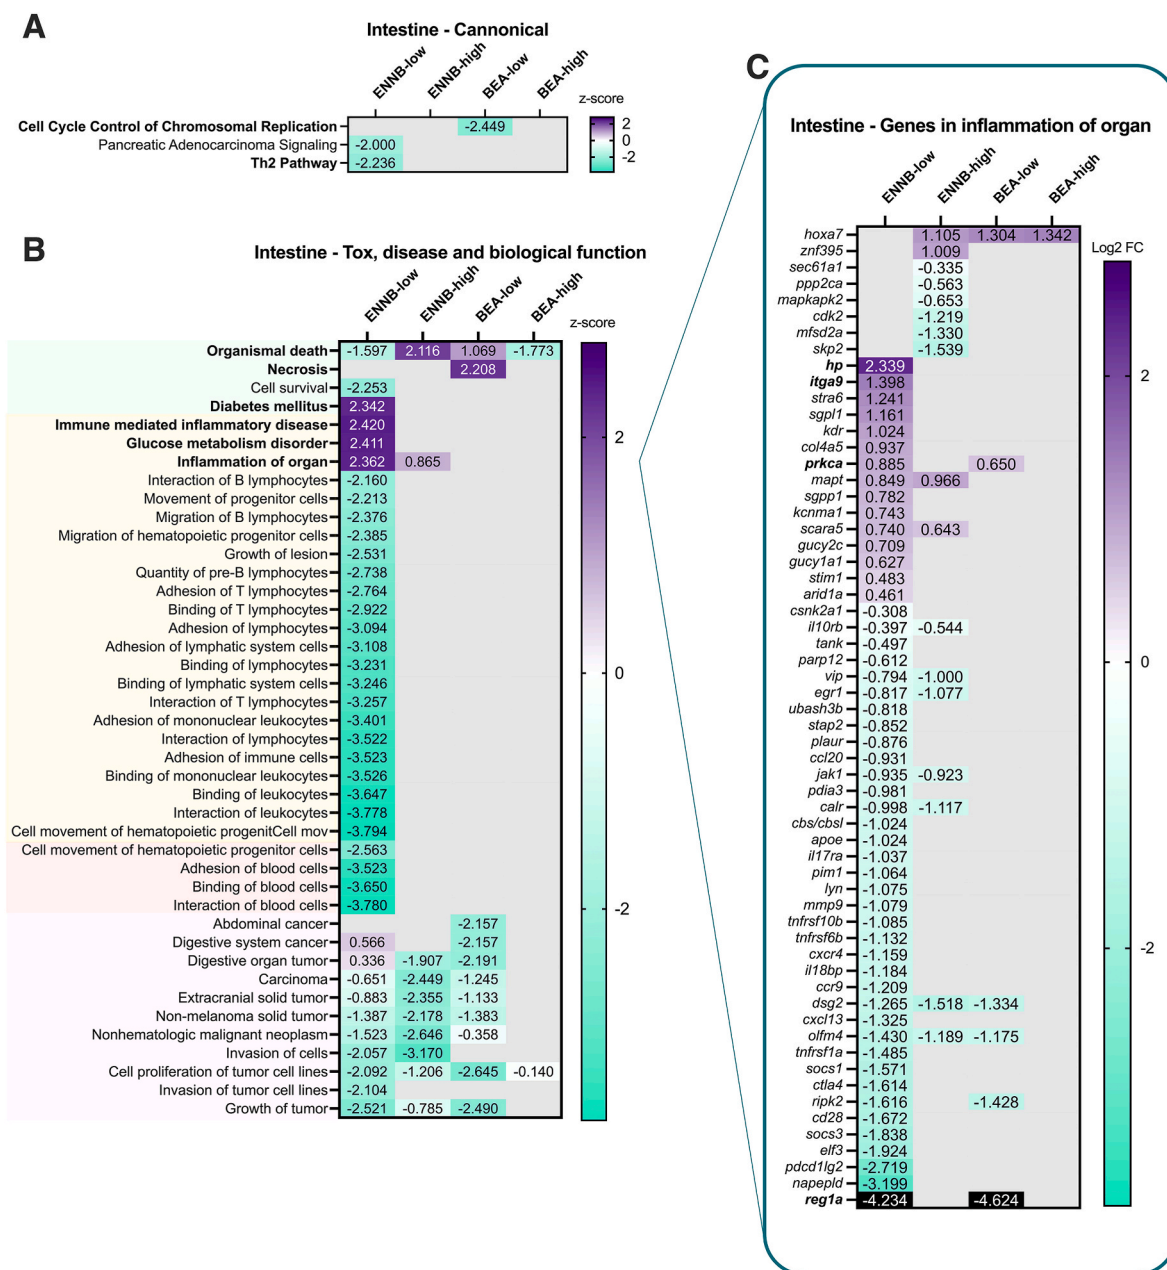 A
Intestine - Cannonical
ENNB-low ENNB-high BEA-low BEA-high
z-score
Cell Cycle Control of Chromosomal Replication -2.449
Pancreatic Adenocarcinoma Signaling -2.000
Th2 Pathway -2.236
2
0
-2
B
Intestine - Tox, disease and biological function
ENNB-low ENNB-high BEA-low BEA-high
z-score
Organismal death -1.597 2.116 1.069 -1.773
Necrosis 2.208
Cell survival -2.253
Diabetes mellitus 2.342
Immune mediated inflammatory disease 2.420
Glucose metabolism disorder 2.411
Inflammation of organ 2.362 0.865
Interaction of B lymphocytes -2.160
Movement of progenitor cells -2.213
Migration of B lymphocytes -2.376
Migration of hematopoietic progenitor cells -2.385
Growth of lesion -2.531
Quantity of pre-B lymphocytes -2.738
Adhesion of T lymphocytes -2.764
Binding of T lymphocytes -2.922
Adhesion of lymphocytes -3.094
Adhesion of lymphatic system cells -3.108
Binding of lymphocytes -3.231
Binding of lymphatic system cells -3.246
Interaction of T lymphocytes -3.257
Adhesion of mononuclear leukocytes -3.401
Interaction of lymphocytes -3.522
Adhesion of immune cells -3.523
Binding of mononuclear leukocytes -3.526
Binding of leukocytes -3.647
Interaction of leukocytes -3.778
Cell movement of hematopoietic progenitCell mov -3.794
Cell movement of hematopoietic progenitor cells -2.563
Adhesion of blood cells -3.523
Binding of blood cells -3.650
Interaction of blood cells -3.780
Abdominal cancer -2.157
Digestive system cancer 0.566 -2.157
Digestive organ tumor 0.336 -1.907 -2.191
Carcinoma -0.651 -2.449 -1.245
Extracranial solid tumor -0.883 -2.355 -1.133
Non-melanoma solid tumor -1.387 -2.178 -1.383
Nonhematologic malignant neoplasm -1.523 -2.646 -0.358
Invasion of cells -2.057 -3.170
Cell proliferation of tumor cell lines -2.092 -1.206 -2.645 -0.140
Invasion of tumor cell lines -2.104
Growth of tumor -2.521 -0.785 -2.490
2
0
-2
C
Intestine - Genes in inflammation of organ
ENNB-low ENNB-high BEA-low BEA-high
Log2 FC
hoxa7 1.105 1.304 1.342
znf395 1.009
sec61a1 -0.335
ppp2ca -0.563
mapkapk2 -0.653
cdk2 -1.219
mfsd2a -1.330
skp2 -1.539
hp 2.339
itga9 1.398
stra6 1.241
sgpl1 1.161
kdr 1.024
col4a5 0.937
prkca 0.885 0.650
mapt 0.849 0.966
sgpp1 0.782
kcnma1 0.743
scara5 0.740 0.643
gucy2c 0.709
gucy1a1 0.627
stim1 0.483
arid1a 0.461
csnk2a1 -0.308
il10rb -0.397 -0.544
tank -0.497
parp12 -0.612
vip -0.794 -1.000
egr1 -0.817 -1.077
ubash3b -0.818
stap2 -0.852
plaur -0.876
ccl20 -0.931
jak1 -0.935 -0.923
pdia3 -0.981
calr -0.998 -1.117
cbs/cbsl -1.024
apoe -1.024
il17ra -1.037
pim1 -1.064
lyn -1.075
mmp9 -1.079
tnfrsf10b -1.085
tnfrsf6b -1.132
cxcr4 -1.159
il18bp -1.184
ccr9 -1.209
dsg2 -1.265 -1.518 -1.334
cxcl13 -1.325
olfm4 -1.430 -1.189 -1.175
tnfrsf1a -1.485
socs1 -1.571
ctla4 -1.614
ripk2 -1.616 -1.428
cd28 -1.672
socs3 -1.838
elf3 -1.924
pdcd1lg2 -2.719
napepld -3.199
reg1a -4.234 -4.624
2
0
-2